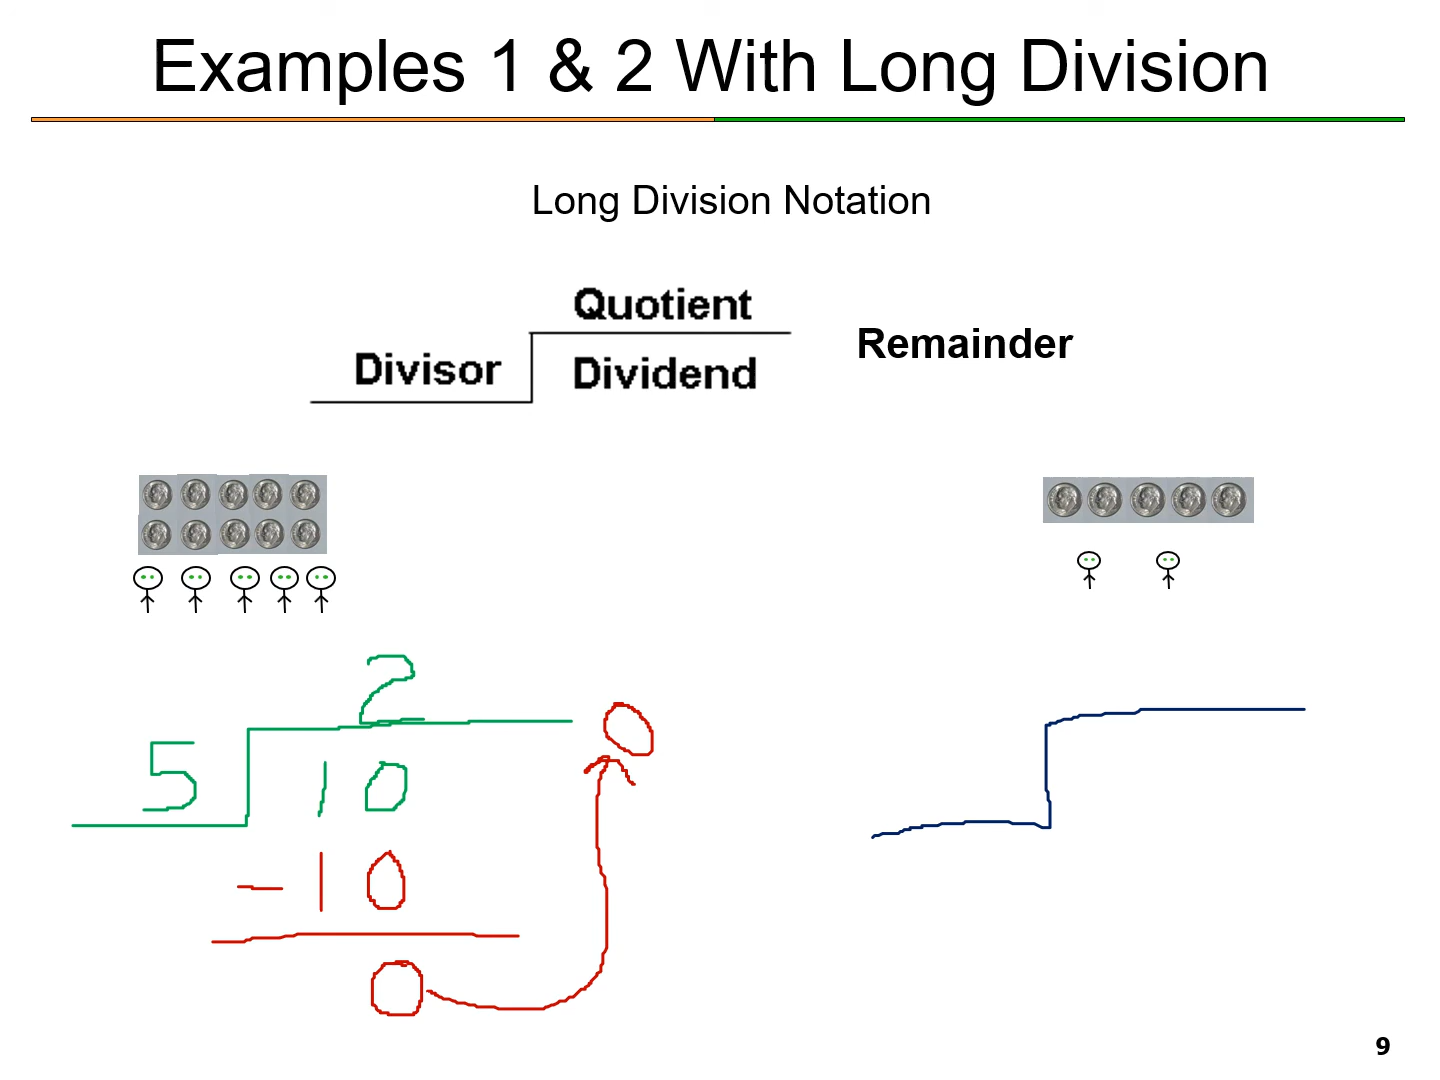 Examples 1 & 2 With Long Division
Long Division Notation
Quotient
Remainder
Divisor Dividend
2
0
5 10
-10
0
9